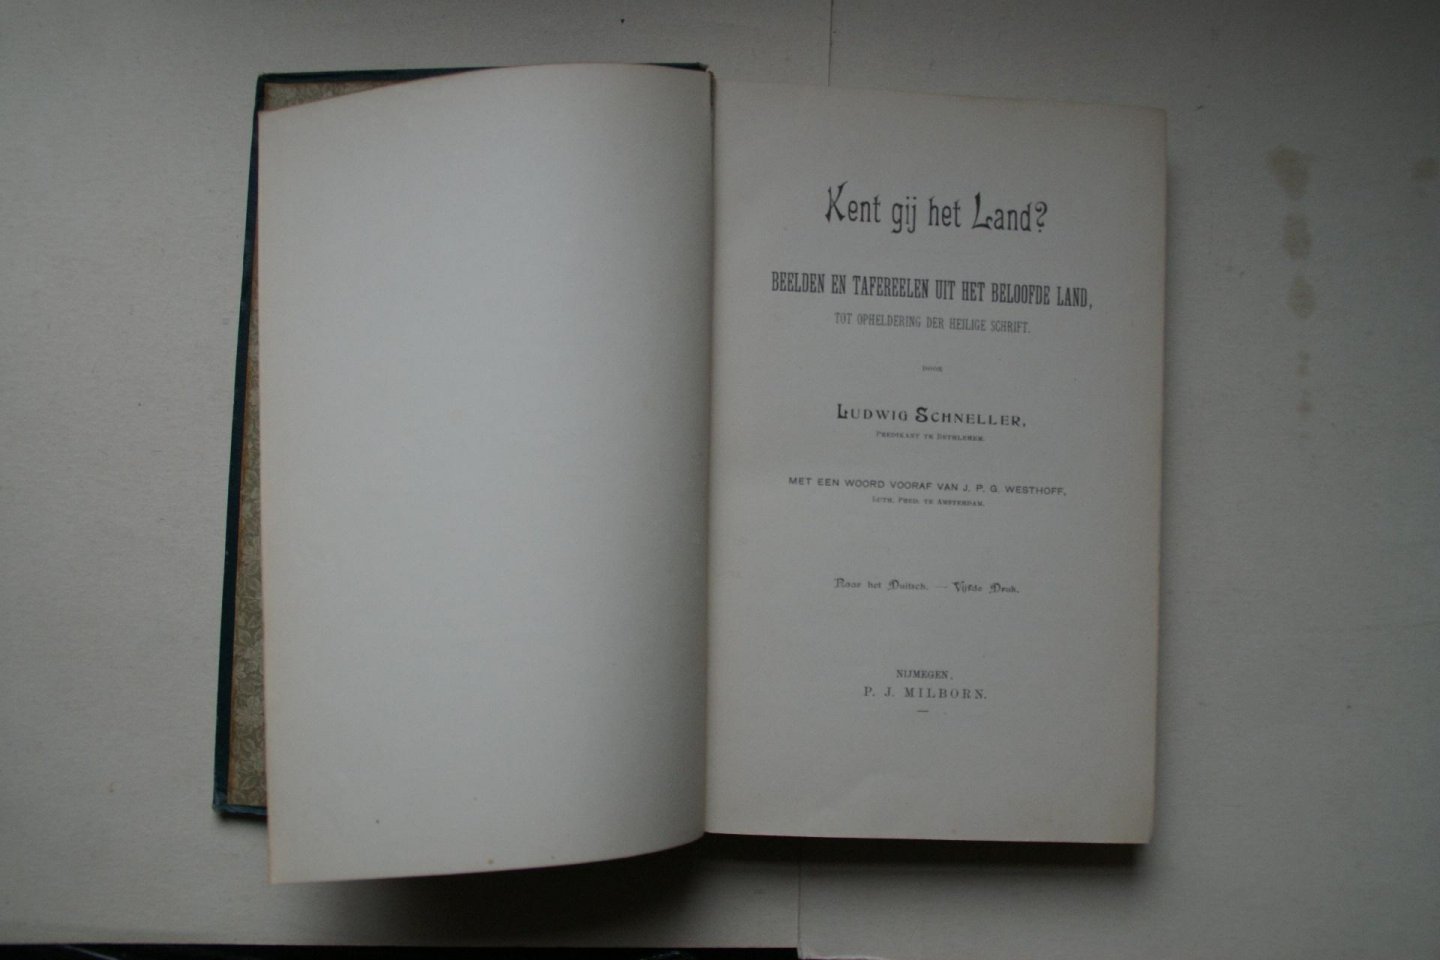 Kent gij het Land?
BEELDEN EN TAFEREELEN UIT HET BELOOFDE LAND,
TOT OPHELDERING DER HEILIGE SCHRIFT.
DOOR
LUDWIG SCHNELLER,
PREDIKANT TE BETHLEHEM.
MET EEN WOORD VOORAF VAN J. P. G. WESTHOFF,
LUTH. PRED. TE AMSTERDAM.
Naar het Duitsch. — Vijfde Druk.
NIJMEGEN,
P. J. MILBORN.